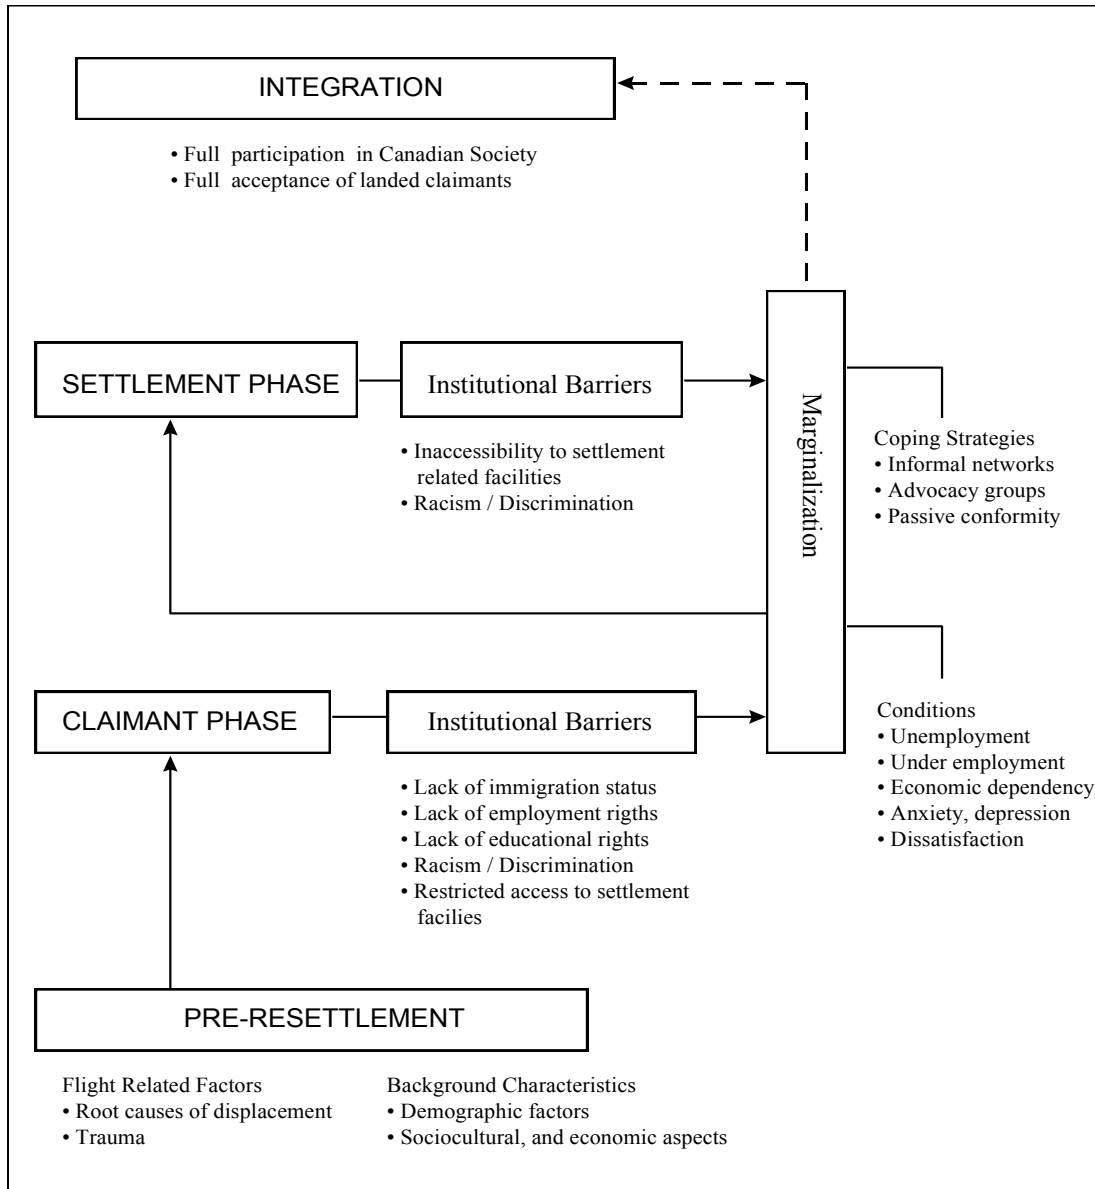 INTEGRATION
• Full participation in Canadian Society
• Full acceptance of landed claimants
SETTLEMENT PHASE
Institutional Barriers
• Inaccessibility to settlement
related facilities
• Racism / Discrimination
Marginalization
Coping Strategies
• Informal networks
• Advocacy groups
• Passive conformity
CLAIMANT PHASE
Institutional Barriers
• Lack of immigration status
• Lack of employment rigths
• Lack of educational rights
• Racism / Discrimination
• Restricted access to settlement
facilies
Conditions
• Unemployment
• Under employment
• Economic dependency
• Anxiety, depression
• Dissatisfaction
PRE-RESETTLEMENT
Flight Related Factors
• Root causes of displacement
• Trauma
Background Characteristics
• Demographic factors
• Sociocultural, and economic aspects